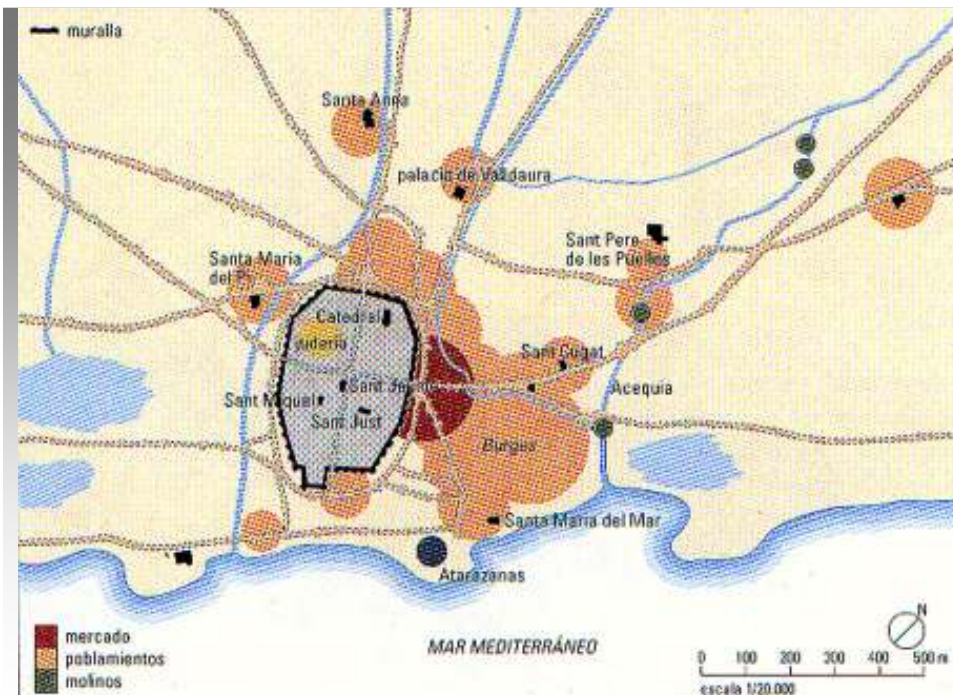 muralla
Santa Anna
palacio de Valldaura
Sant Pere
de les Puelles
Santa Maria
del Pi
Catedral
judería
Sant Cugat
Sant Jaume
Acequia
Sant Miquel
Sant Just
Burgos
Santa Maria del Mar
Atarazanas
mercado
poblamientos
molinos
MAR MEDITERRÁNEO
N
0 100 200 300 400 500 m
escala 1/20.000